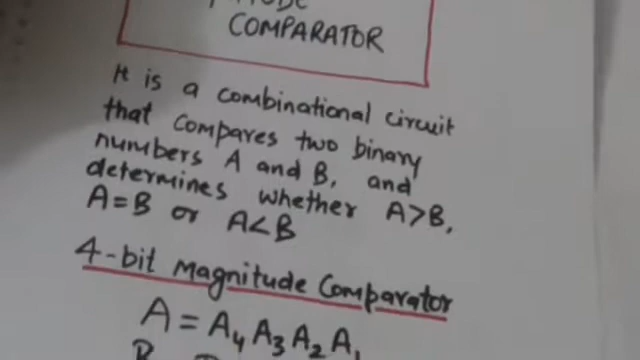 COMPARATOR
It is a combinational circuit
that compares two binary
numbers A and B, and
determines whether A>B,
A=B or A<B
4-bit Magnitude Comparator
A = A4 A3 A2 A1
B